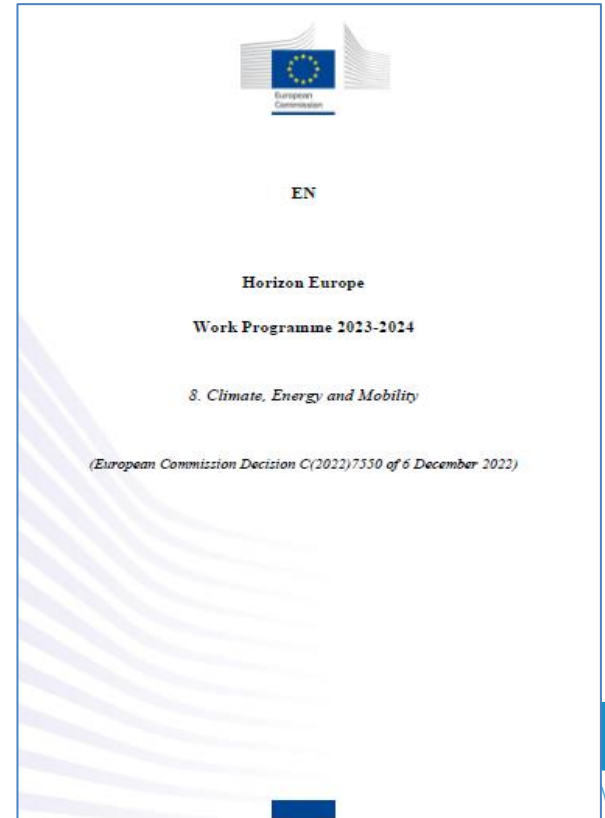 European
Commission
EN
Horizon Europe
Work Programme 2023-2024
8. Climate, Energy and Mobility
(European Commission Decision C(2022)7550 of 6 December 2022)